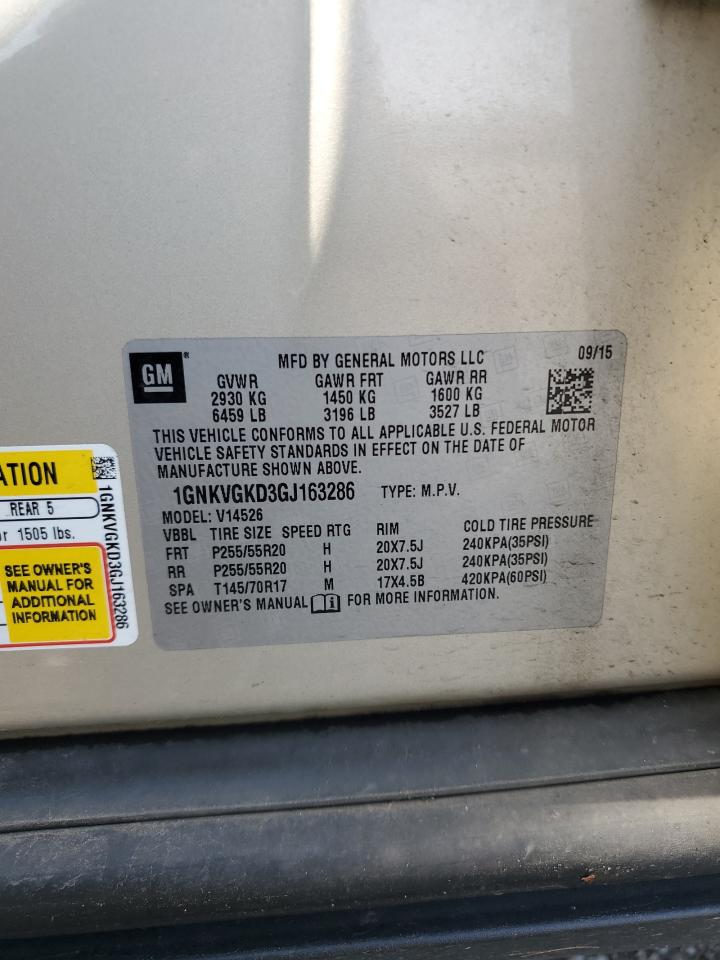 GM ®
MFD BY GENERAL MOTORS LLC 09/15
GVWR GAWR FRT GAWR RR
2930 KG 1450 KG 1600 KG
6459 LB 3196 LB 3527 LB
THIS VEHICLE CONFORMS TO ALL APPLICABLE U.S. FEDERAL MOTOR
VEHICLE SAFETY STANDARDS IN EFFECT ON THE DATE OF
MANUFACTURE SHOWN ABOVE.
1GNKVGKD3GJ163286 TYPE: M.P.V.
MODEL: V14526
VBBL TIRE SIZE SPEED RTG RIM COLD TIRE PRESSURE
FRT P255/55R20 H 20X7.5J 240KPA(35PSI)
RR P255/55R20 H 20X7.5J 240KPA(35PSI)
SPA T145/70R17 M 17X4.5B 420KPA(60PSI)
SEE OWNER'S MANUAL i FOR MORE INFORMATION.
ATION
REAR 5
or 1505 lbs.
SEE OWNER'S
MANUAL FOR
ADDITIONAL
INFORMATION
1GNKVGKD3GJ163286